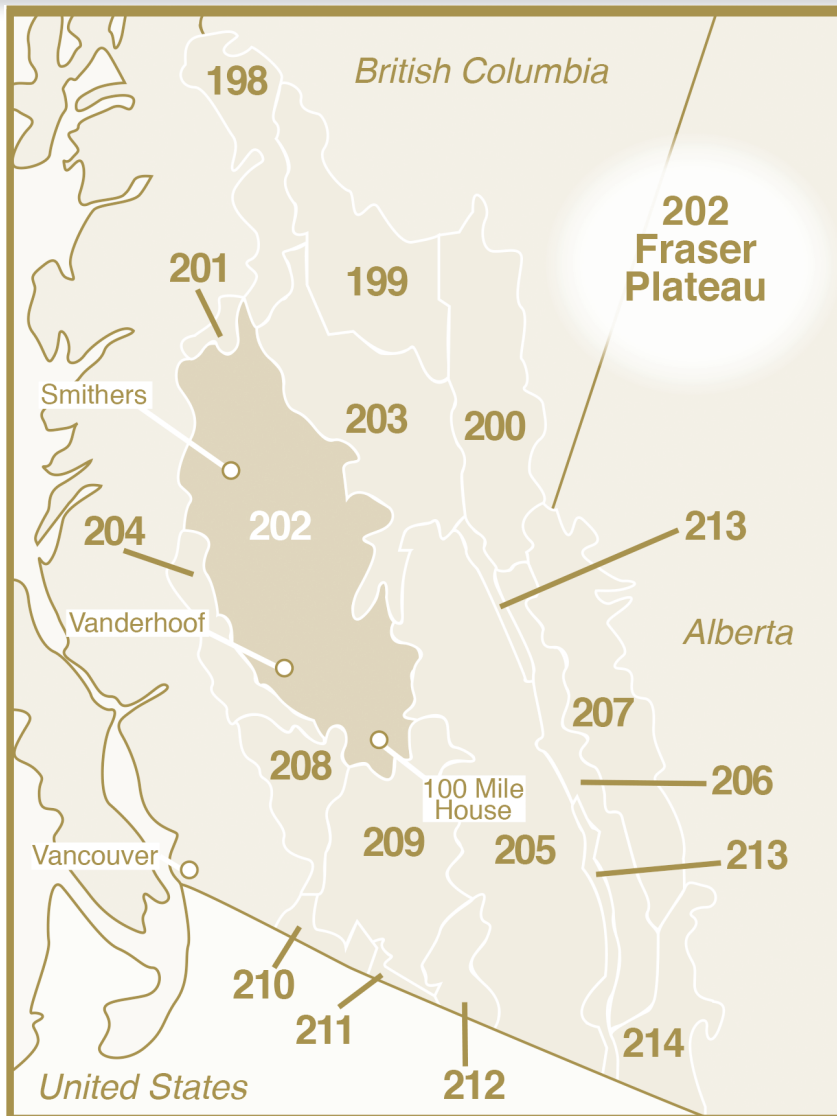 198
British Columbia
202
Fraser
Plateau
201
199
Smithers
203
200
204
202
213
Vanderhoof
Alberta
207
208
206
100 Mile
House
209
205
Vancouver
213
210
211
214
212
United States